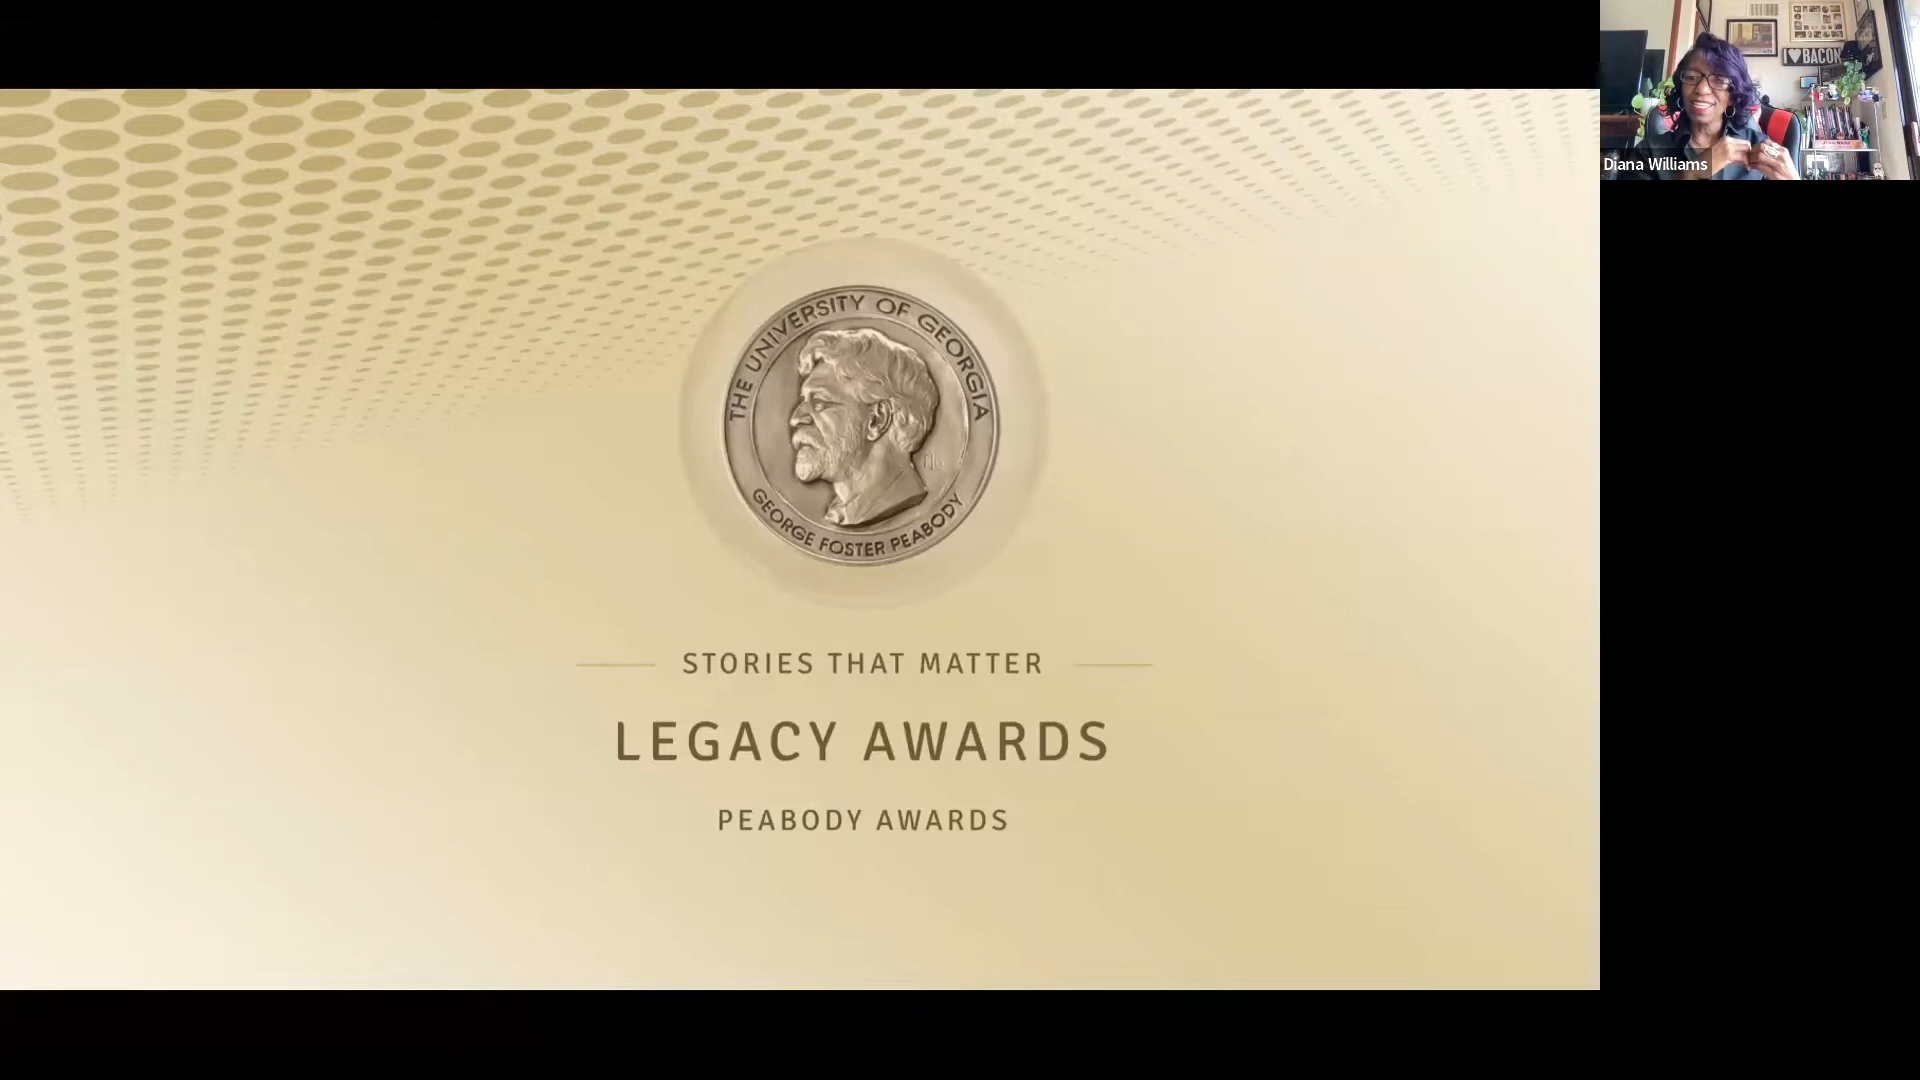 THE UNIVERSITY OF GEORGIA
GEORGE FOSTER PEABODY
STORIES THAT MATTER
LEGACY AWARDS
PEABODY AWARDS
I ♥ BACON
Diana Williams